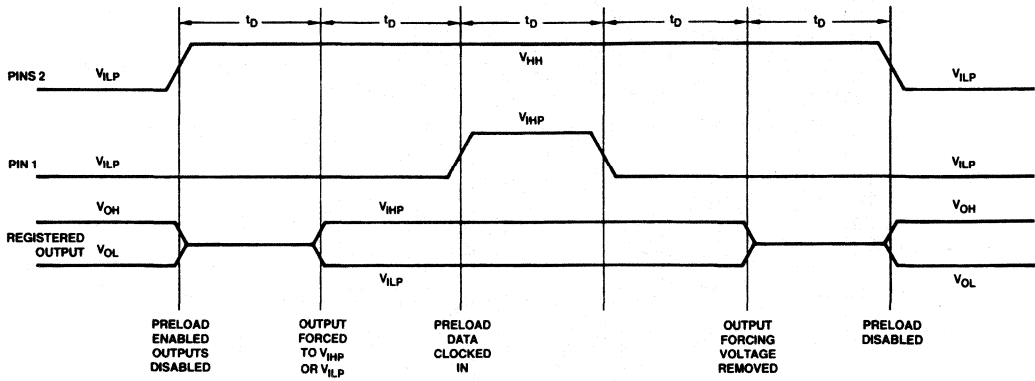 tD tD tD tD tD
PINS 2 VILP VHH VILP
PIN 1 VILP VIHP VILP
VOH VIHP VOH
REGISTERED
OUTPUT VOL VILP VOL
PRELOAD
ENABLED
OUTPUTS
DISABLED
OUTPUT
FORCED
TO VIHP
OR VILP
PRELOAD
DATA
CLOCKED
IN
OUTPUT
FORCING
VOLTAGE
REMOVED
PRELOAD
DISABLED